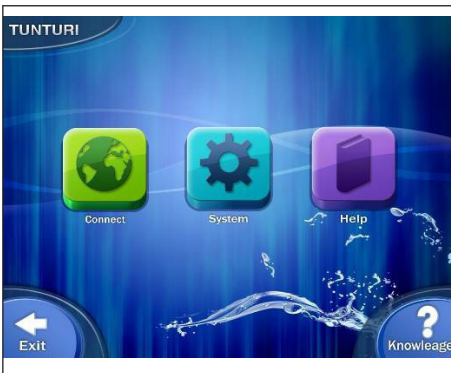 TUNTURI
Connect
System
Help
Exit
?
Knowleage